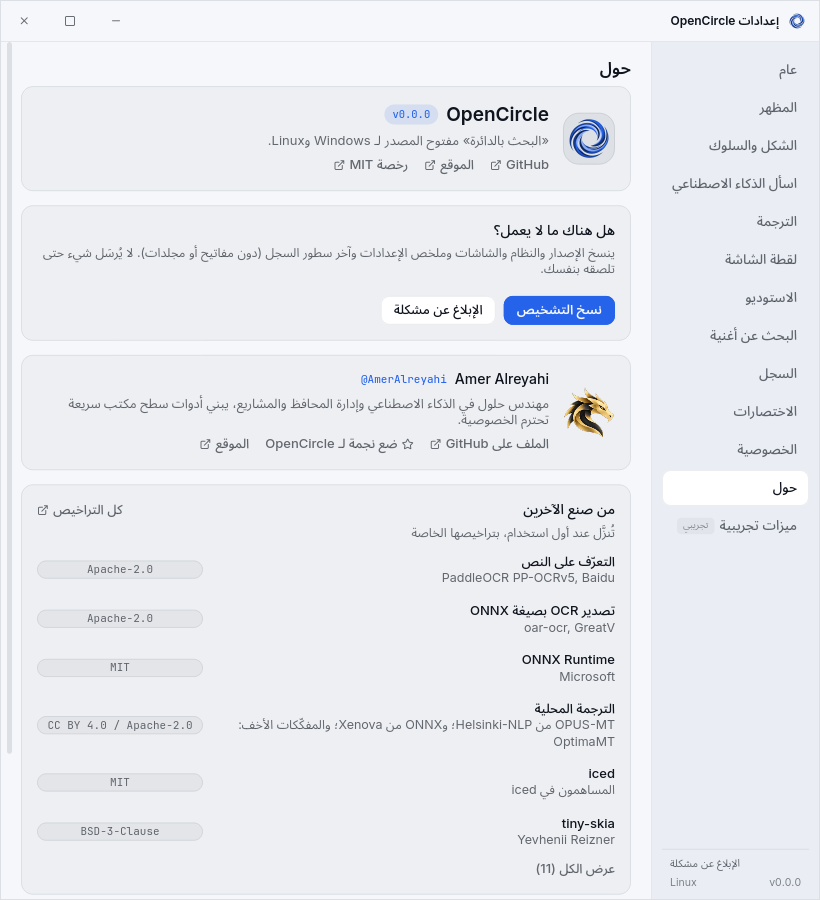 إعدادات OpenCircle
عام
المظهر
الشكل والسلوك
اسأل الذكاء الاصطناعي
الترجمة
لقطة الشاشة
الاستوديو
البحث عن أغنية
السجل
الاختصارات
الخصوصية
حول
ميزات تجريبية تجريبي
الإبلاغ عن مشكلة
v0.0.0 Linux
حول
OpenCircle v0.0.0
«البحث بالدائرة» مفتوح المصدر لـ Windows وLinux.
GitHub الموقع رخصة MIT
هل هناك ما لا يعمل؟
ينسخ الإصدار والنظام والشاشات وملخص الإعدادات وآخر سطور السجل (دون مفاتيح أو مجلدات). لا يُرسَل شيء حتى
تلصقه بنفسك.
نسخ التشخيص الإبلاغ عن مشكلة
Amer Alreyahi @AmerAlreyahi
مهندس حلول في الذكاء الاصطناعي وإدارة المحافظ والمشاريع، يبني أدوات سطح مكتب سريعة
تحترم الخصوصية.
الملف على GitHub ضع نجمة لـ OpenCircle الموقع
من صنع الآخرين كل التراخيص
تُنزَّل عند أول استخدام، بتراخيصها الخاصة
التعرّف على النص
PaddleOCR PP-OCRv5, Baidu
Apache-2.0
تصدير OCR بصيغة ONNX
oar-ocr, GreatV
Apache-2.0
ONNX Runtime
Microsoft
MIT
الترجمة المحلية
OPUS-MT من Helsinki-NLP؛ وONNX من Xenova؛ والمفكّكات الأخف:
OptimaMT
CC BY 4.0 / Apache-2.0
iced
المساهمون في iced
MIT
tiny-skia
Yevhenii Reizner
BSD-3-Clause
عرض الكل (11)